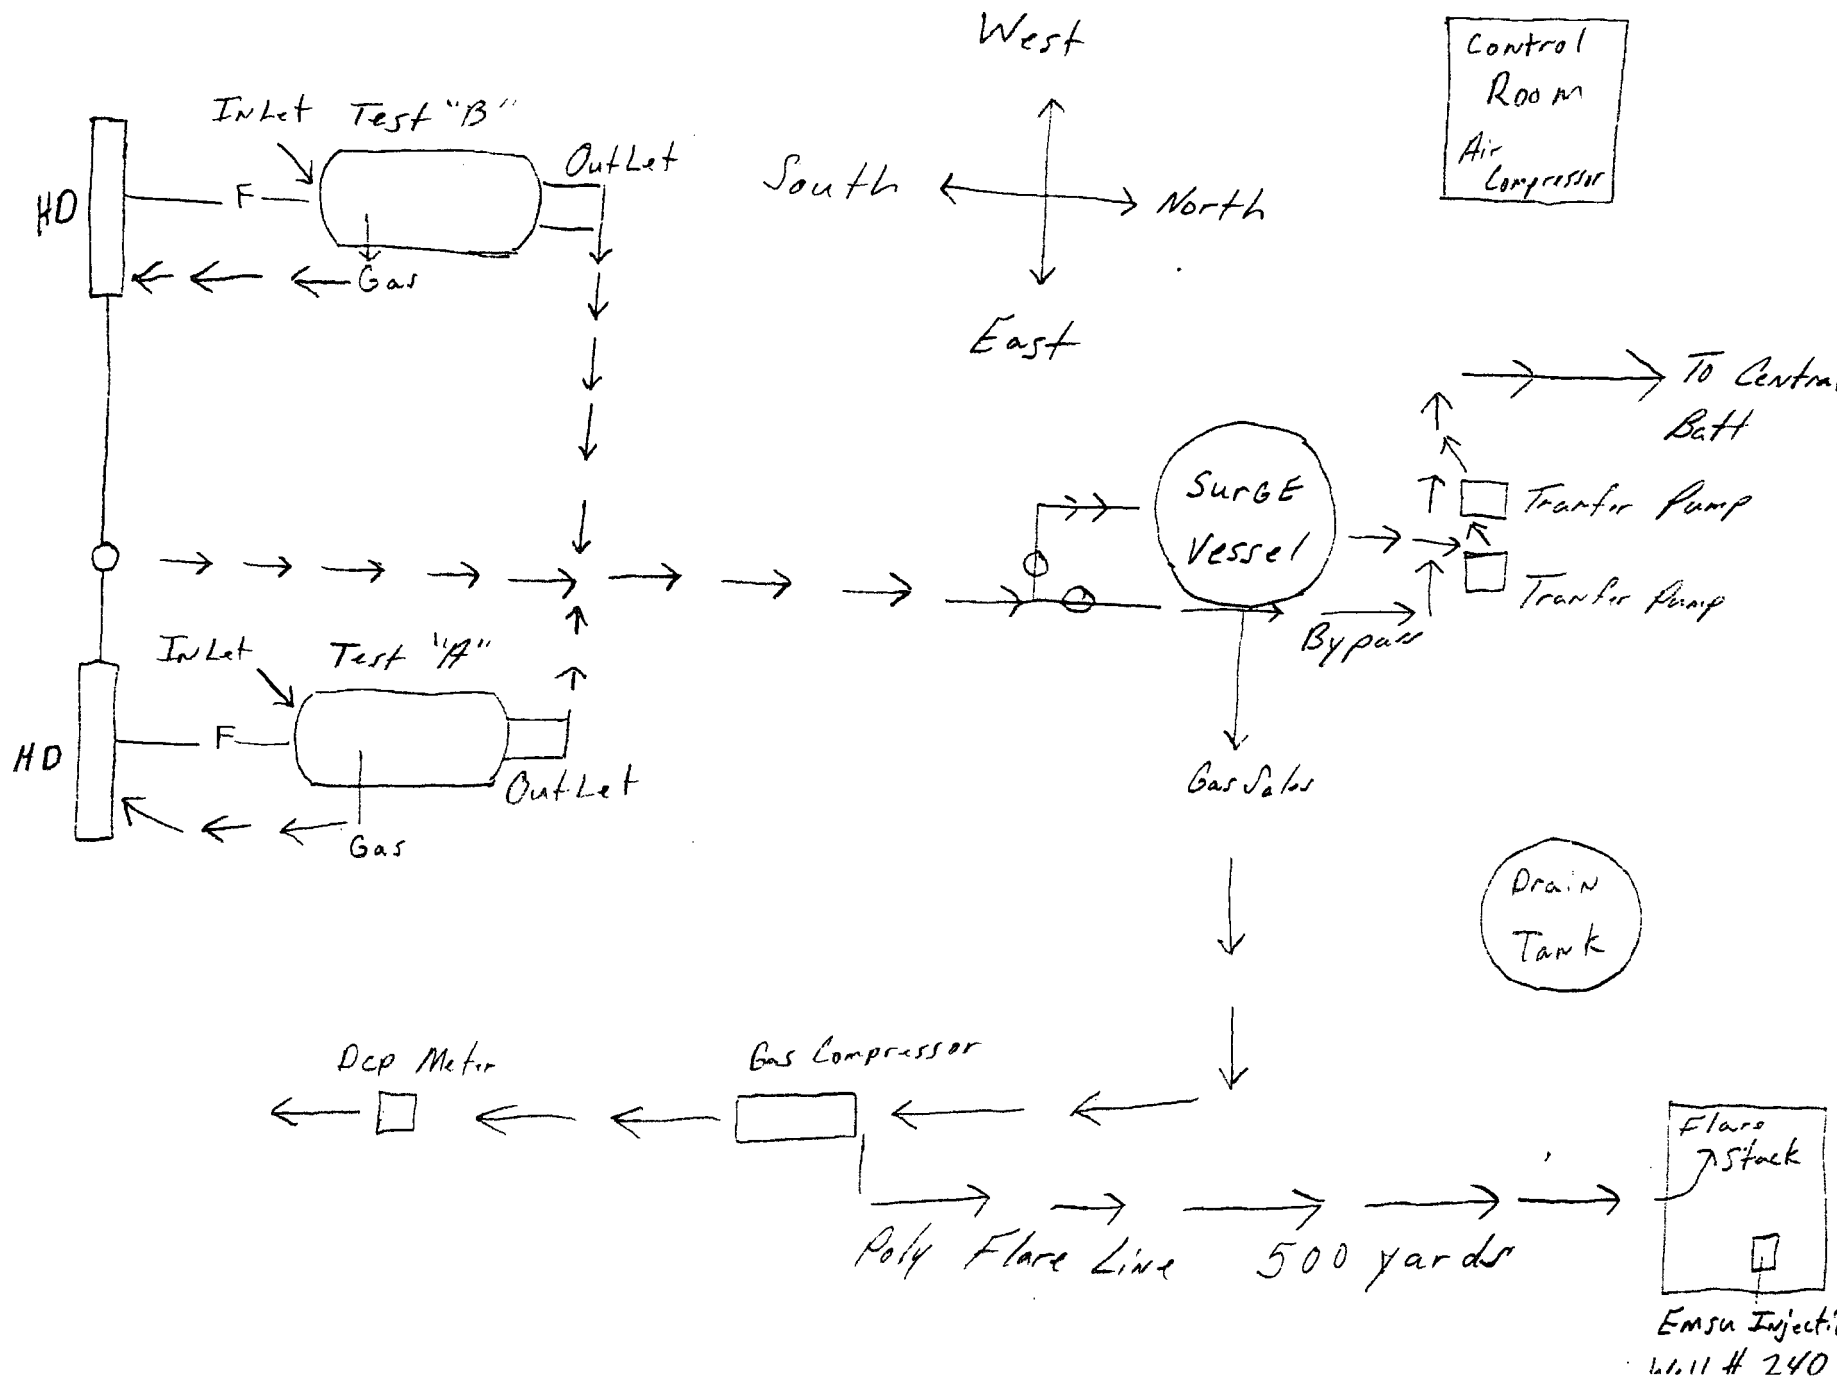 West
Control
Room
Air
Compressor
InLet
Test "B"
OutLet
HD
F
South
North
Gas
East
To Centra
Batt
SurGE
Vessel
Tranfer Pump
Tranfer Pump
Bypass
InLet
Test "A"
HD
F
OutLet
Gas
Gas Sales
Drain
Tank
Dcp Meter
Gas Compressor
Flare
Stack
Poly Flare Line 500 yards
Emsu Injecti
Well # 240